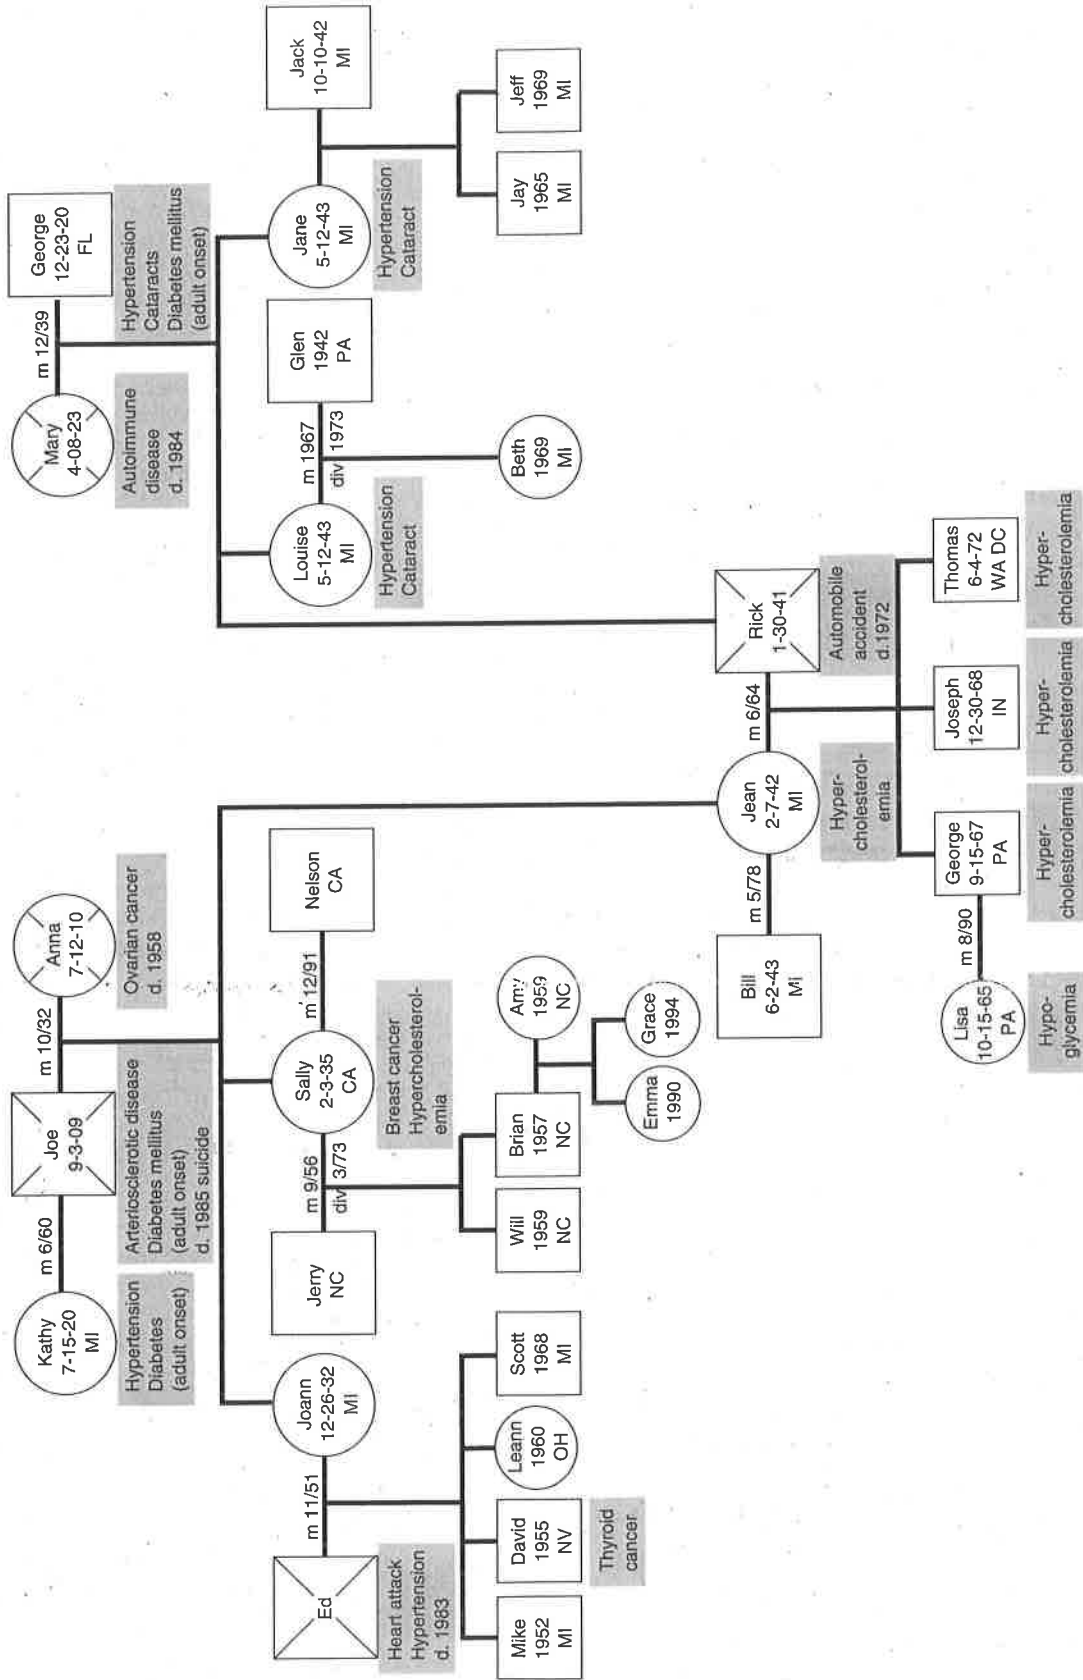 Kathy
7-15-20
MI
Hypertension
Diabetes
(adult onset)
m 6/60
Joe
9-3-09
Arteriosclerotic disease
Diabetes mellitus
(adult onset)
d. 1985 suicide
m 10/32
Anna
7-12-10
Ovarian cancer
d. 1958
Mary
4-08-23
Autoimmune
disease
d. 1984
m 12/39
George
12-23-20
FL
Hypertension
Cataracts
Diabetes mellitus
(adult onset)
Ed
Heart attack
Hypertension
d. 1983
m 11/51
Joann
12-26-32
MI
Jerry
NC
m 9/56
div 3/73
Sally
2-3-35
CA
Breast cancer
Hypercholesterol-
emia
m 12/91
Nelson
CA
Louise
5-12-43
MI
Hypertension
Cataract
m 1967
div 1973
Glen
1942
PA
Jane
5-12-43
MI
Hypertension
Cataract
Jack
10-10-42
MI
Mike
1952
MI
David
1955
NV
Thyroid
cancer
Leann
1960
OH
Scott
1968
MI
Will
1959
NC
Brian
1957
NC
Amy
1959
NC
Emma
1990
Grace
1994
Beth
1969
MI
Jay
1965
MI
Jeff
1969
MI
Bill
6-2-43
MI
m 5/78
Jean
2-7-42
MI
Hyper-
cholesterol-
emia
m 6/64
Rick
1-30-41
Automobile
accident
d.1972
Lisa
10-15-65
PA
Hypo-
glycemia
m 8/90
George
9-15-67
PA
Hyper-
cholesterolemia
Joseph
12-30-68
IN
Hyper-
cholesterolemia
Thomas
6-4-72
WA DC
Hyper-
cholesterolemia